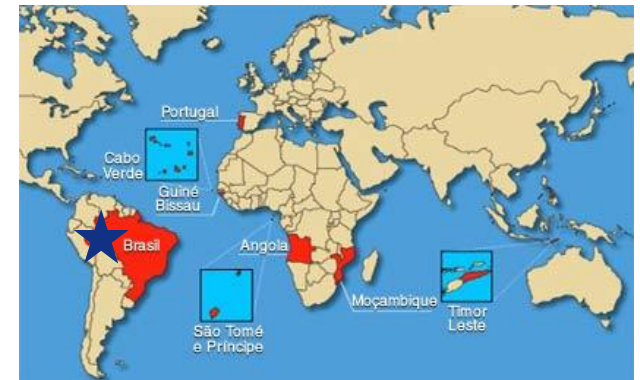 Portugal
Cabo
Verde
Guiné
Bissau
Brasil
Angola
São Tomé
e Príncipe
Moçambique
Timor
Leste